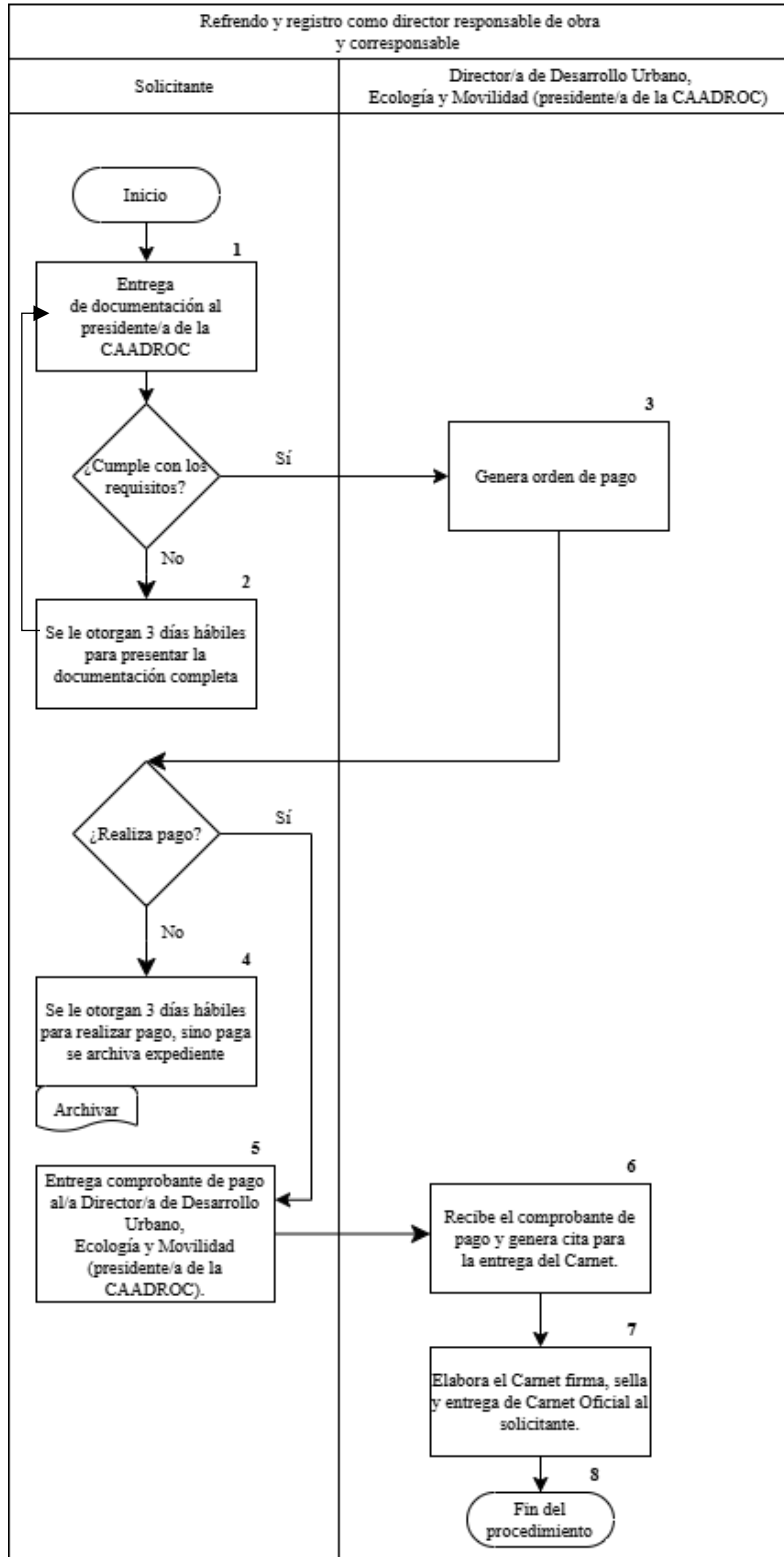 Refrendo y registro como director responsable de obra
y corresponsable
Solicitante
Director/a de Desarrollo Urbano,
Ecología y Movilidad (presidente/a de la CAADROC)
Inicio
1
Entrega
de documentación al
presidente/a de la
CAADROC
¿Cumple con los
requisitos?
Sí
3
Genera orden de pago
No
2
Se le otorgan 3 días hábiles
para presentar la
documentación completa
¿Realiza pago?
Sí
No
4
Se le otorgan 3 días hábiles
para realizar pago, sino paga
se archiva expediente
Archivar
5
Entrega comprobante de pago
al/a Director/a de Desarrollo
Urbano,
Ecología y Movilidad
(presidente/a de la
CAADROC).
6
Recibe el comprobante de
pago y genera cita para
la entrega del Carnet.
7
Elabora el Carnet firma, sella
y entrega de Carnet Oficial al
solicitante.
8
Fin del
procedimiento